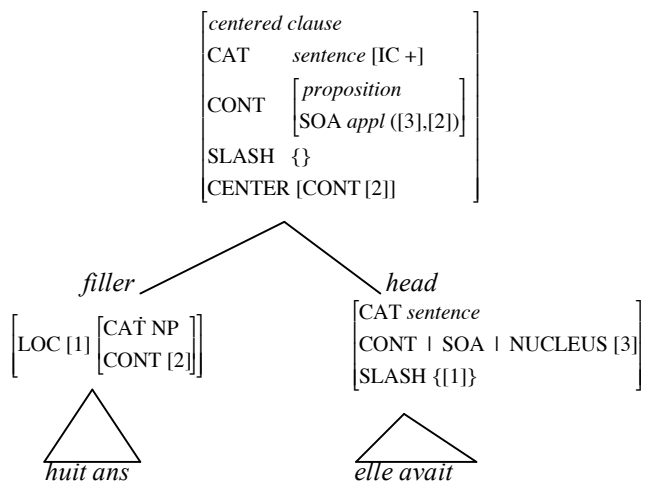 centered clause
CAT sentence [IC +]
CONT [proposition
SOA appl ([3],[2])]
SLASH {}
CENTER [CONT [2]]
filler head
LOC [1] [CAT NP
CONT [2]]
CAT sentence
CONT | SOA | NUCLEUS [3]
SLASH {[1]}
huit ans elle avait